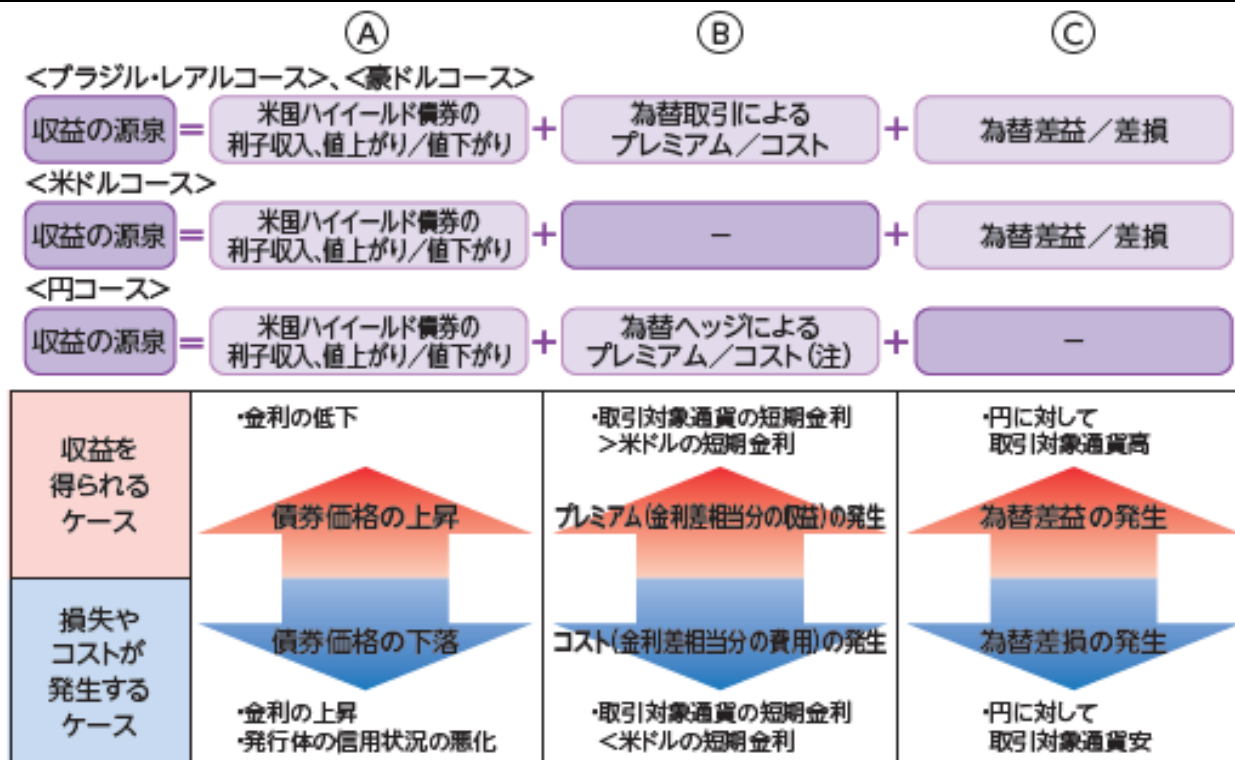 Ⓐ Ⓑ Ⓒ
<ブラジル・レアルコース>、<豪ドルコース>
収益の源泉 = 米国ハイイールド債券の + 為替取引による + 為替差益／差損
利子収入、値上がり／値下がり プレミアム／コスト
<米ドルコース>
収益の源泉 = 米国ハイイールド債券の + － + 為替差益／差損
利子収入、値上がり／値下がり
<円コース>
収益の源泉 = 米国ハイイールド債券の + 為替ヘッジによる + －
利子収入、値上がり／値下がり プレミアム／コスト(注)
収益を
得られる
ケース
・金利の低下
債券価格の上昇
・取引対象通貨の短期金利
>米ドルの短期金利
プレミアム(金利差相当分の収益)の発生
・円に対して
取引対象通貨高
為替差益の発生
損失や
コストが
発生する
ケース
債券価格の下落
・金利の上昇
・発行体の信用状況の悪化
コスト(金利差相当分の費用)の発生
・取引対象通貨の短期金利
<米ドルの短期金利
為替差損の発生
・円に対して
取引対象通貨安